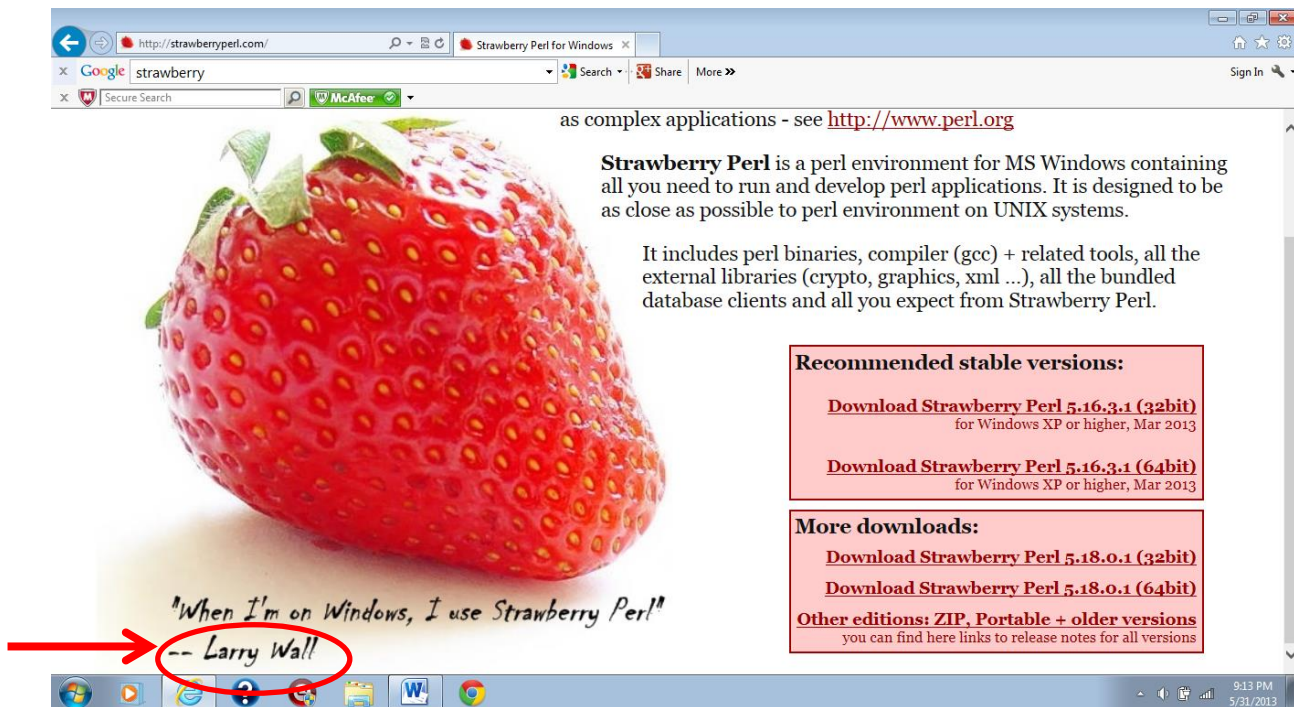 http://strawberryperl.com/
Strawberry Perl for Windows
Google strawberry Search Share More »
Sign In
Secure Search McAfee
as complex applications - see http://www.perl.org
Strawberry Perl is a perl environment for MS Windows containing
all you need to run and develop perl applications. It is designed to be
as close as possible to perl environment on UNIX systems.
It includes perl binaries, compiler (gcc) + related tools, all the
external libraries (crypto, graphics, xml ...), all the bundled
database clients and all you expect from Strawberry Perl.
Recommended stable versions:
Download Strawberry Perl 5.16.3.1 (32bit)
for Windows XP or higher, Mar 2013
Download Strawberry Perl 5.16.3.1 (64bit)
for Windows XP or higher, Mar 2013
More downloads:
Download Strawberry Perl 5.18.0.1 (32bit)
Download Strawberry Perl 5.18.0.1 (64bit)
Other editions: ZIP, Portable + older versions
you can find here links to release notes for all versions
"When I'm on Windows, I use Strawberry Perl"
-- Larry Wall
9:13 PM
5/31/2013